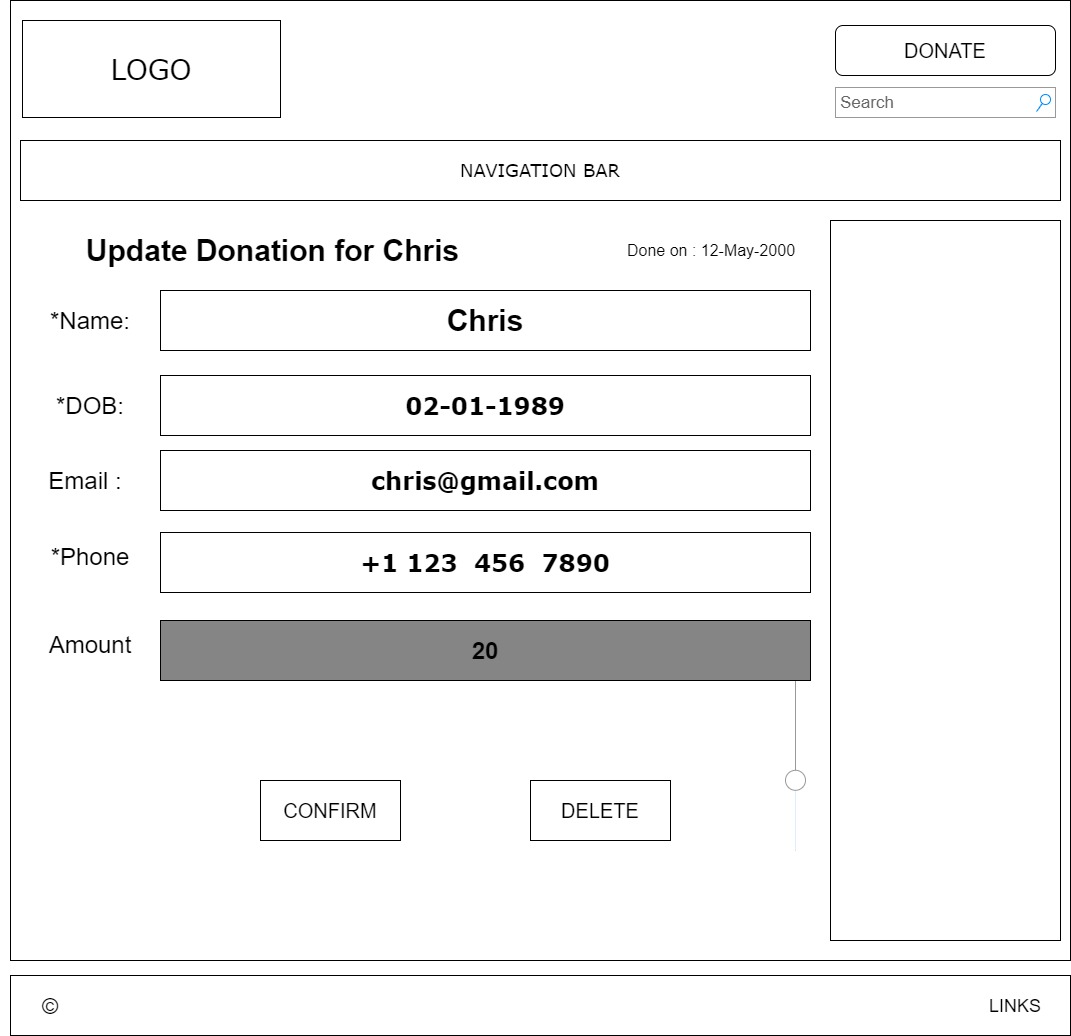 LOGO
DONATE
Search
NAVIGATION BAR
Update Donation for Chris
Done on : 12-May-2000
*Name:
Chris
*DOB:
02-01-1989
Email :
chris@gmail.com
*Phone
+1 123  456  7890
Amount
20
CONFIRM
DELETE
©
LINKS